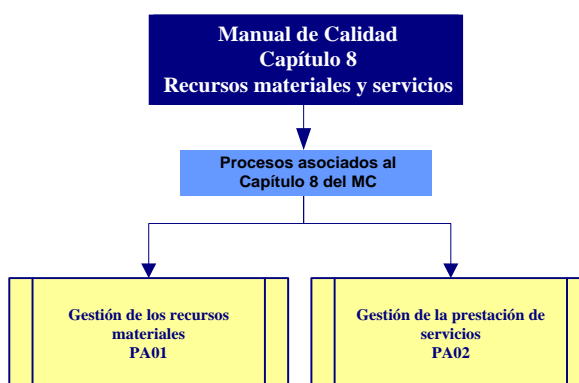 Manual de Calidad
Capítulo 8
Recursos materiales y servicios
Procesos asociados al
Capítulo 8 del MC
Gestión de los recursos
materiales
PA01
Gestión de la prestación de
servicios
PA02